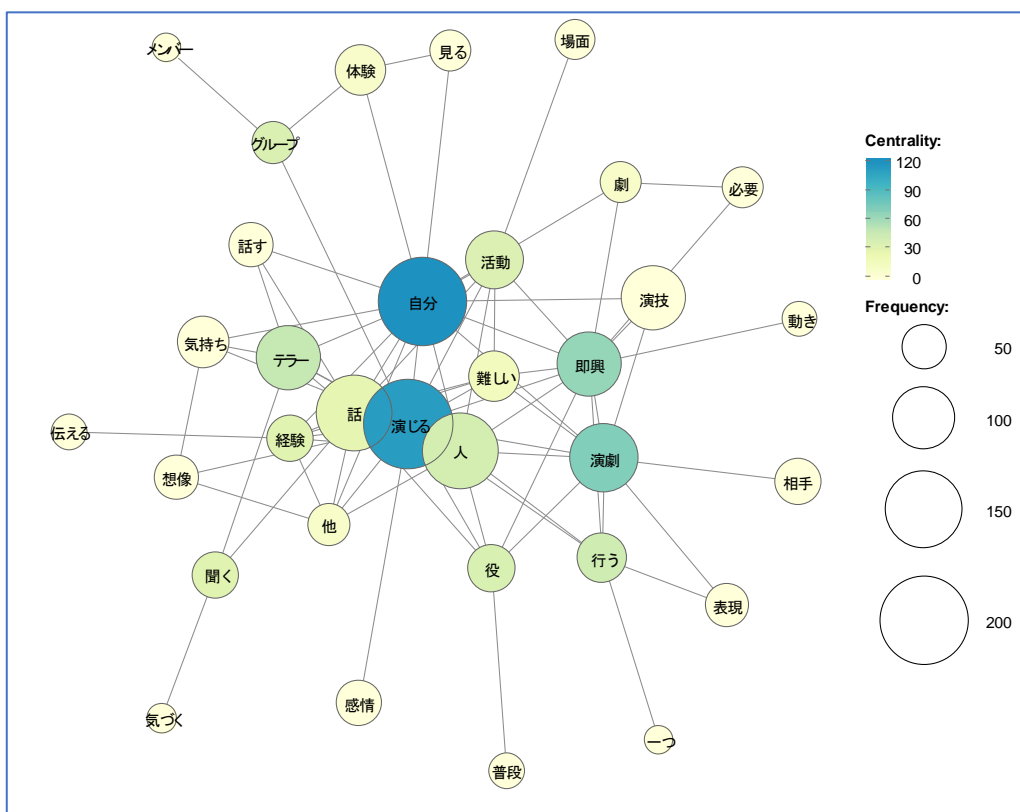 メンバー
体験
見る
場面
グループ
Centrality:
120
90
60
30
0
劇
必要
話す
活動
自分
演技
動き
Frequency:
50
100
150
200
気持ち
テラー
難しい
即興
話
演じる
人
伝える
経験
演劇
想像
相手
他
聞く
役
行う
表現
感情
気づく
一つ
普段